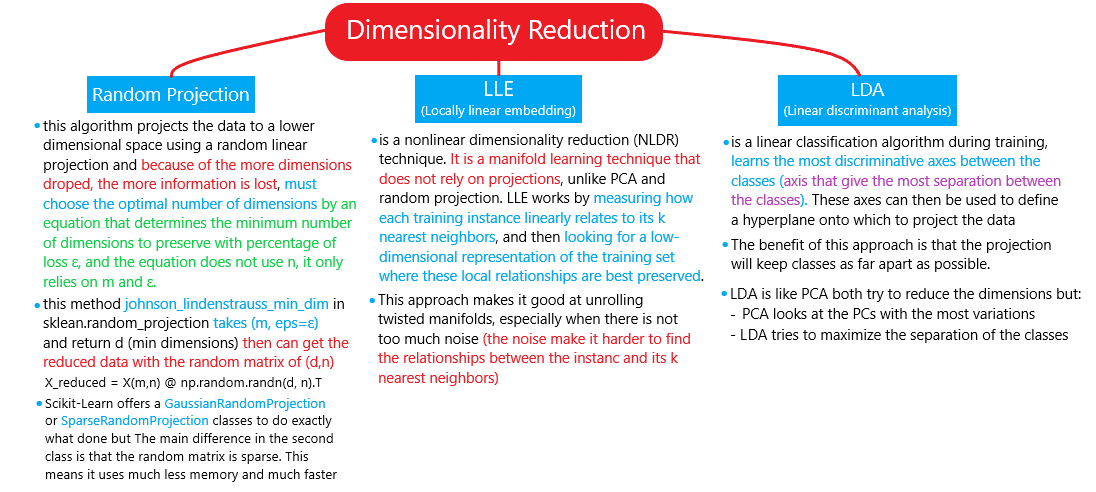 Dimensionality Reduction
Random Projection
this algorithm projects the data to a lower
dimensional space using a random linear
projection and because of the more dimensions
droped, the more information is lost, must
choose the optimal number of dimensions by an
equation that determines the minimum number
of dimensions to preserve with percentage of
loss ε, and the equation does not use n, it only
relies on m and ε.
this method johnson_lindenstrauss_min_dim in
sklean.random_projection takes (m, eps=ε)
and return d (min dimensions) then can get the
reduced data with the random matrix of (d,n)
X_reduced = X(m,n) @ np.random.randn(d, n).T
Scikit-Learn offers a GaussianRandomProjection
or SparseRandomProjection classes to do exactly
what done but The main difference in the second
class is that the random matrix is sparse. This
means it uses much less memory and much faster
LLE
(Locally linear embedding)
is a nonlinear dimensionality reduction (NLDR)
technique. It is a manifold learning technique that
does not rely on projections, unlike PCA and
random projection. LLE works by measuring how
each training instance linearly relates to its k
nearest neighbors, and then looking for a low-
dimensional representation of the training set
where these local relationships are best preserved.
This approach makes it good at unrolling
twisted manifolds, especially when there is not
too much noise (the noise make it harder to find
the relationships between the instanc and its k
nearest neighbors)
LDA
(Linear discriminant analysis)
is a linear classification algorithm during training,
learns the most discriminative axes between the
classes (axis that give the most separation between
the classes). These axes can then be used to define
a hyperplane onto which to project the data
The benefit of this approach is that the projection
will keep classes as far apart as possible.
LDA is like PCA both try to reduce the dimensions but:
- PCA looks at the PCs with the most variations
- LDA tries to maximize the separation of the classes